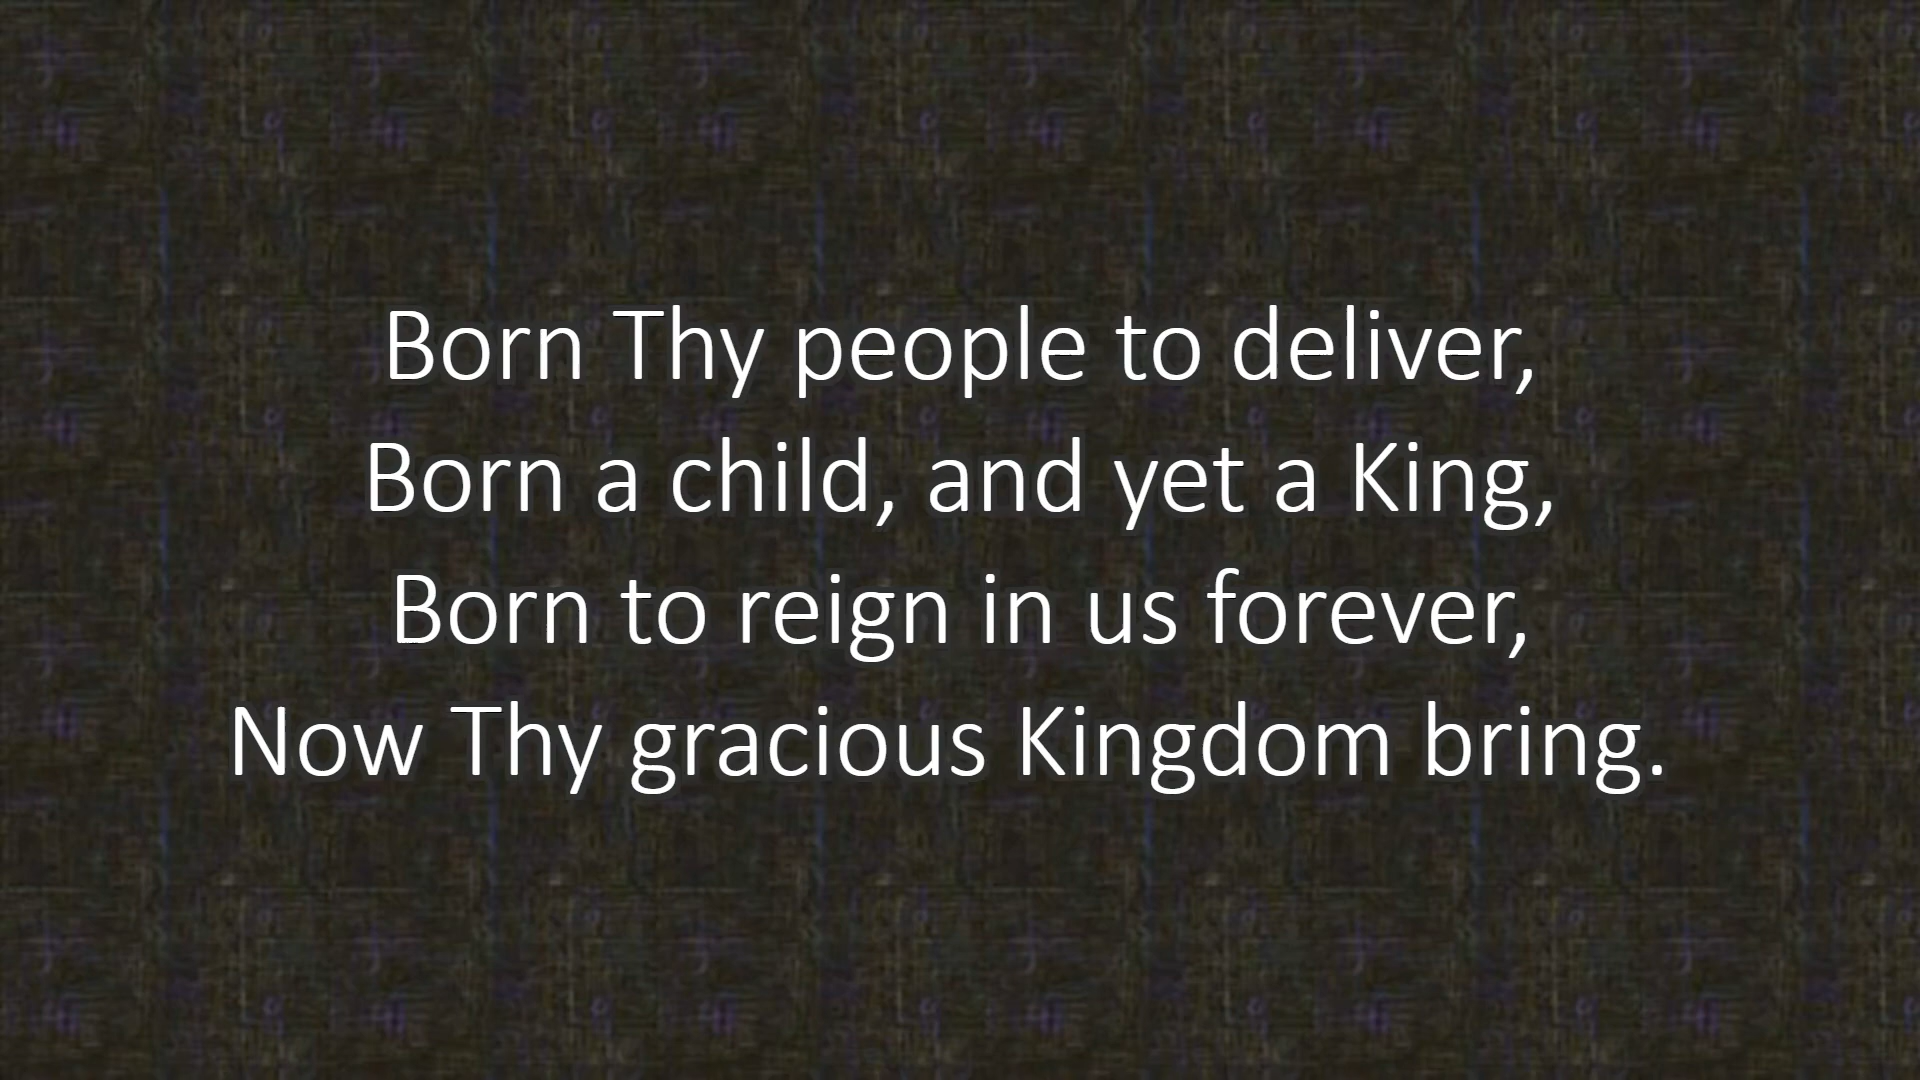 Born Thy people to deliver,
Born a child, and yet a King,
Born to reign in us forever,
Now Thy gracious Kingdom bring.